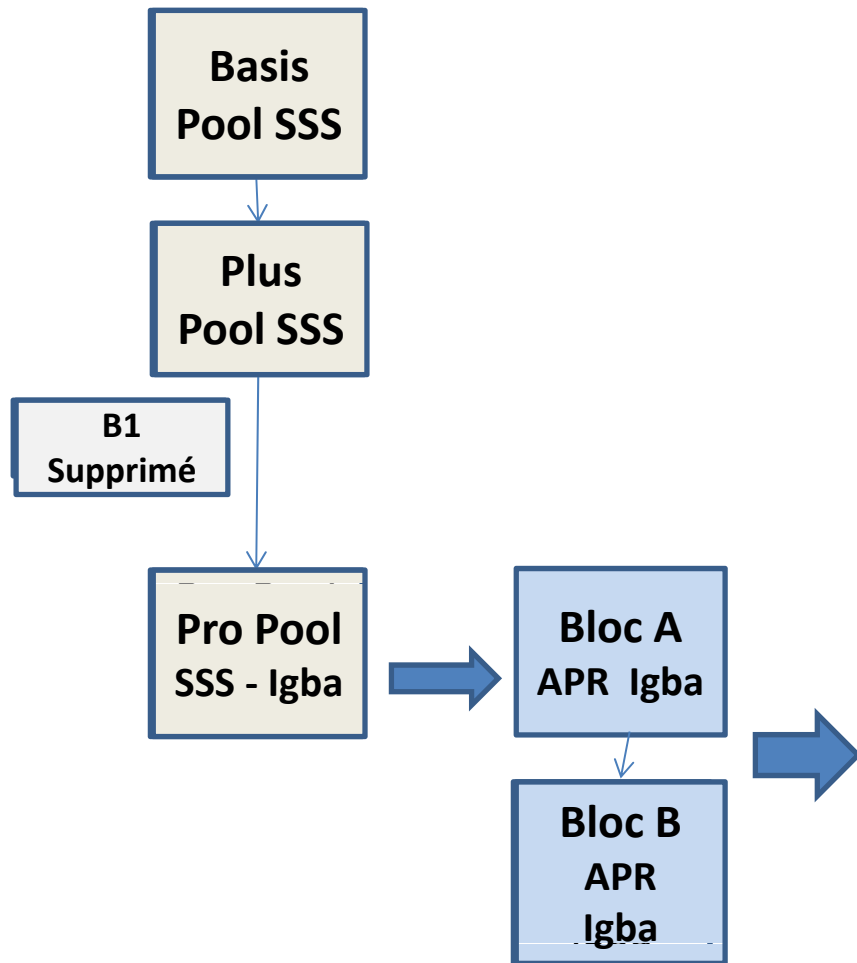 Basis
Pool SSS
Plus
Pool SSS
B1
Supprimé
Pro Pool
SSS - Igba
Bloc A
APR Igba
Bloc B
APR
Igba